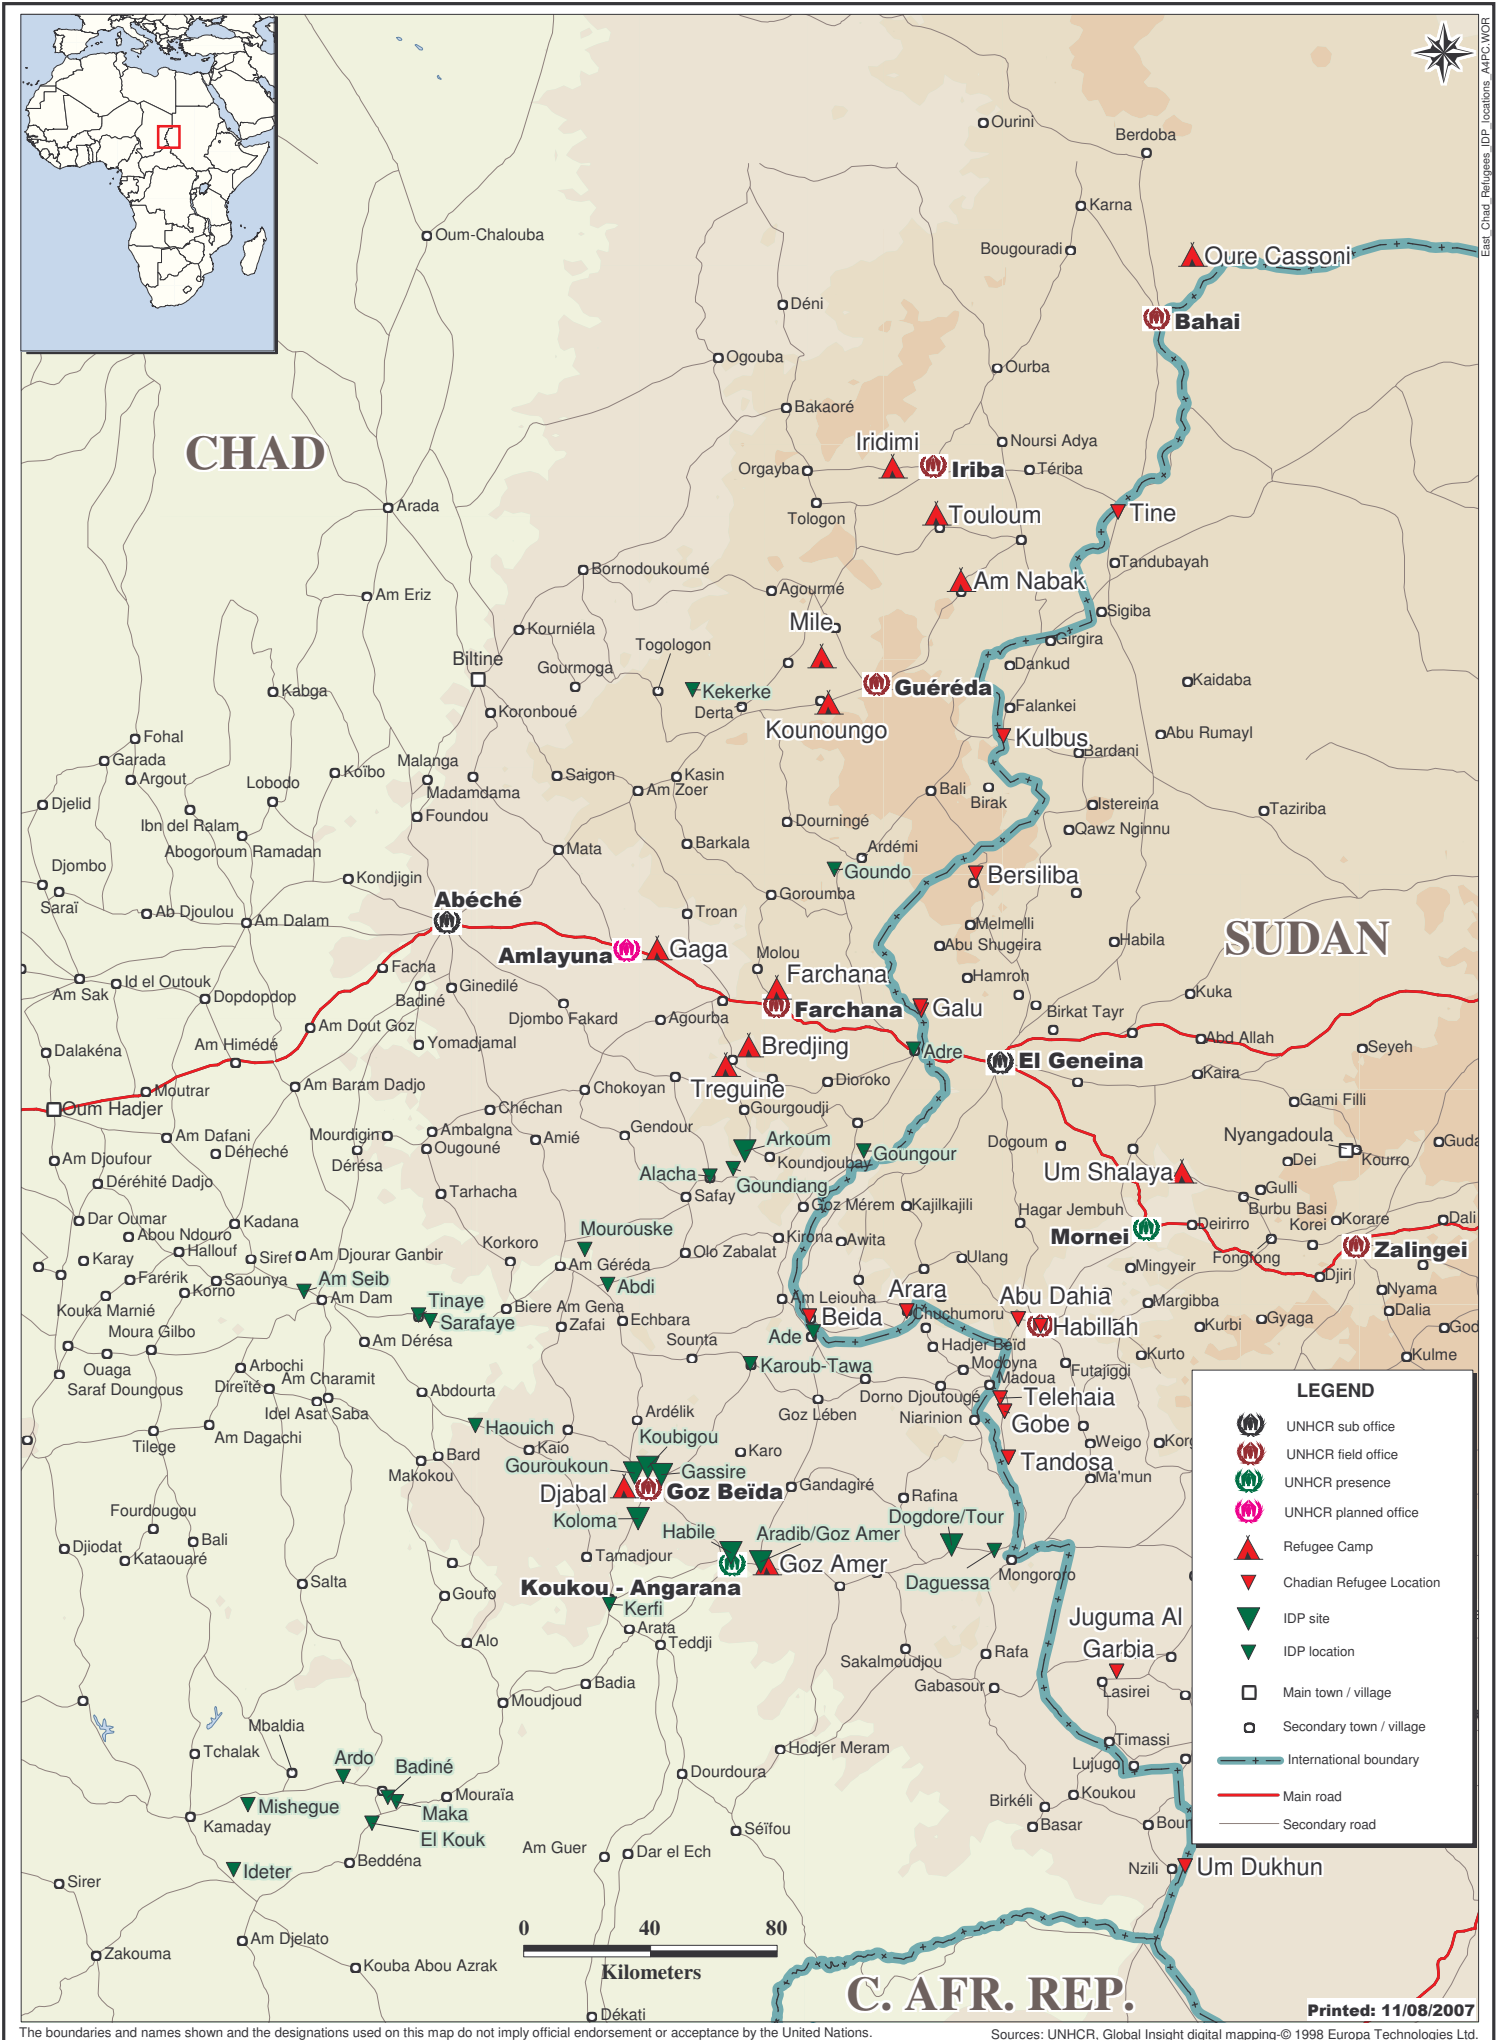 East_Chad_Refugees_IDP_locations_A4PC.WOR
Ourini
Berdoba
Karna
Oum-Chalouba
Bougouradi
Oure Cassoni
Déni
Bahai
Ogouba
Ourba
Bakaoré
CHAD
Iridimi
Noursi Adya
Orgayba
Iriba
Tériba
Arada
Tologon
Touloum
Tine
Bornodoukoumé
Tandubayah
Am Nabak
Agourmé
Am Eriz
Sigiba
Kourniéla
Mile
Girgira
Togologon
Biltine
Gourmoga
Dankud
Kabga
Kekerke
Guéréda
Kaidaba
Koronboué
Derta
Falankei
Kounoungo
Kulbus
Abu Rumayl
Fohal
Bardani
Garada
Malanga
Koïbo
Saigon
Kasin
Argout
Lobodo
Madamdama
Am Zoer
Bali
Birak
Djelid
Istereina
Taziriba
Ibn del Ralam
Foundou
Dourningé
Qawz Nginnu
Abogoroum Ramadan
Mata
Barkala
Ardémi
Djombo
Goundo
Bersiliba
Kondjigin
Saraï
Abéché
Goroumba
Ab Djoulou
Am Dalam
Troan
Melmelli
SUDAN
Amlayuna
Gaga
Molou
Abu Shugeira
Habila
Facha
Farchana
Hamroh
Am Sak
Id el Outouk
Badiné
Ginedilé
Dopdopdop
Kuka
Djombo Fakard
Agourba
Farchana
Galu
Birkat Tayr
Am Dout Goz
Am Himédé
Yomadjamal
Bredjing
Adre
Abd Allah
Seyeh
Dalakéna
El Geneina
Moutrar
Am Baram Dadjo
Chokoyan
Treguine
Dioroko
Kaira
Oum Hadjer
Chéchan
Gourgoudji
Gami Filli
Am Dafani
Mourdigin
Ambalgna
Amié
Gendour
Arkoum
Dogoum
Nyangadoula
Guda
Déheché
Dérésa
Ougouné
Koundjoubay
Goungour
Dei
Kourro
Am Djoufour
Alacha
Goundiang
Um Shalaya
Déréhité Dadjo
Tarhacha
Safay
Gulli
Goz Mérem
Kajilkajili
Burbu Basi
Dar Oumar
Kadana
Hagar Jembuh
Korei
Korare
Dali
Abou Ndouro
Mourouske
Mornei
Deirirro
Hallouf
Korkoro
Kirona
Awita
Zalingei
Karay
Siref
Am Djourar Ganbir
Olo Zabalat
Ulang
Fongfong
Farérik
Saounya
Am Géréda
Mingyeir
Djiri
Korno
Am Seib
Abdi
Nyama
Kouka Marnié
Am Dam
Tinaye
Biere Am Gena
Am Leiouha
Arara
Abu Dahia
Margibba
Dalia
Moura Gilbo
Sarafaye
Zafai
Echbara
Beida
Chuchumoru
Habillah
Kurbi
Gyaga
God
Am Dérésa
Sounta
Ade
Hadjer Beïd
Ouaga
Arbochi
Karoub-Tawa
Modoyna
Futajiggi
Kurto
Kulme
Saraf Doungous
Direïté
Am Charamit
Abdourta
Madoua
Idel Asat Saba
Dorno Djoutougé
Telehaia
Goz Lében
Niarinion
Gobe
Tilege
Am Dagachi
Haouich
Ardélik
Koubigou
Weigo
Korg
Bard
Kaio
Karo
Makokou
Gouroukoun
Gassire
Tandosa
Djabal
Goz Beïda
Gandagiré
Ma'mun
Rafina
Fourdougou
Koloma
Dogdore/Tour
Bali
Habile
Aradib/Goz Amer
Djiodat
Kataouaré
Tamadjour
Goz Amer
Salta
Koukou - Angarana
Daguessa
Mongororo
Goufo
Kerfi
Juguma Al
Garbia
Arata
Alo
Teddji
Sakalmoudjou
Rafa
Badia
Gabasour
Lasirei
Moudjoud
Mbaldia
Timassi
Tchalak
Hodjer Meram
Ardo
Badiné
Dourdoura
Lujugo
Mouraïa
Mishegue
Maka
Birkéli
Koukou
Kamaday
El Kouk
Séïfou
Basar
Bour
Am Guer
Dar el Ech
Beddéna
Ideter
Nzili
Um Dukhun
Sirer
Am Djelato
Zakouma
Kouba Abou Azrak
Dékati
C. AFR. REP.
0 40 80
Kilometers
LEGEND
UNHCR sub office
UNHCR field office
UNHCR presence
UNHCR planned office
Refugee Camp
Chadian Refugee Location
IDP site
IDP location
Main town / village
Secondary town / village
International boundary
Main road
Secondary road
Printed: 11/08/2007
The boundaries and names shown and the designations used on this map do not imply official endorsement or acceptance by the United Nations.
Sources: UNHCR, Global Insight digital mapping-© 1998 Europa Technologies Ltd.